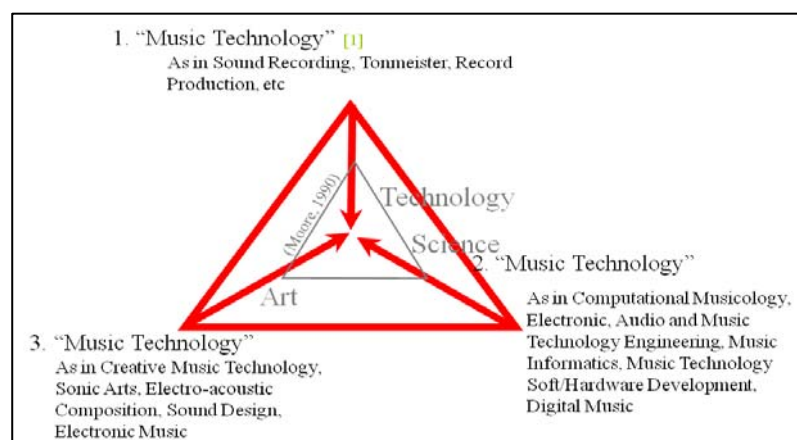 1. “Music Technology” [1]
As in Sound Recording, Tonmeister, Record
Production, etc
(Moore, 1990)
Technology
Science
Art
2. “Music Technology”
As in Computational Musicology,
Electronic, Audio and Music
Technology Engineering, Music
Informatics, Music Technology
Soft/Hardware Development,
Digital Music
3. “Music Technology”
As in Creative Music Technology,
Sonic Arts, Electro-acoustic
Composition, Sound Design,
Electronic Music